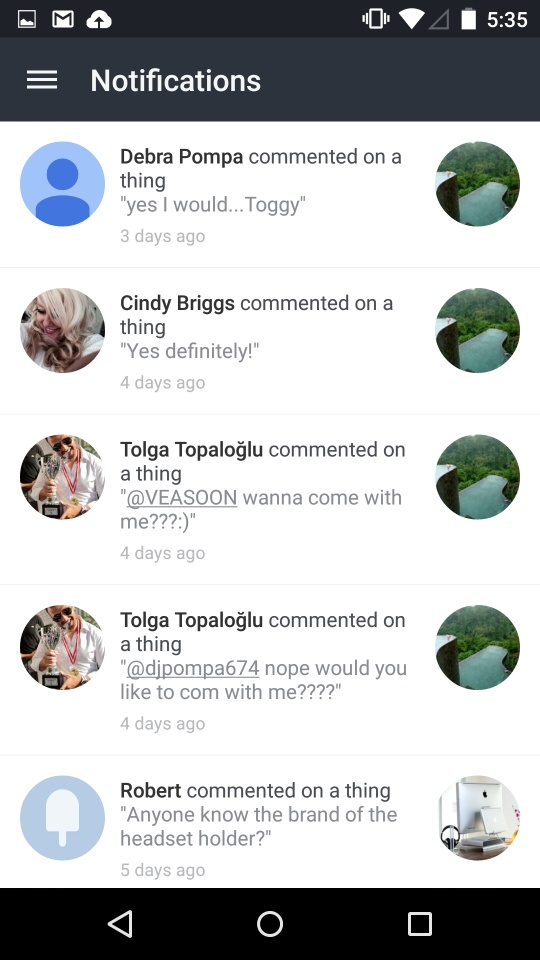 5:35
Notifications
Debra Pompa commented on a
thing
"yes I would...Toggy"
3 days ago
Cindy Briggs commented on a
thing
"Yes definitely!"
4 days ago
Tolga Topaloğlu commented on
a thing
"@VEASOON wanna come with
me???:)"
4 days ago
Tolga Topaloğlu commented on
a thing
"@djpompa674 nope would you
like to com with me????"
4 days ago
Robert commented on a thing
"Anyone know the brand of the
headset holder?"
5 days ago